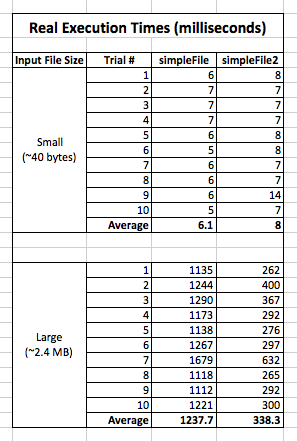 Real Execution Times (milliseconds)
Input File Size Trial # simpleFile simpleFile2
Small (~40 bytes)
1 6 8
2 7 7
3 7 7
4 7 7
5 6 8
6 5 8
7 6 7
8 6 7
9 6 14
10 5 7
Average 6.1 8
Large (~2.4 MB)
1 1135 262
2 1244 400
3 1290 367
4 1173 292
5 1138 276
6 1267 297
7 1679 632
8 1118 265
9 1112 292
10 1221 300
Average 1237.7 338.3